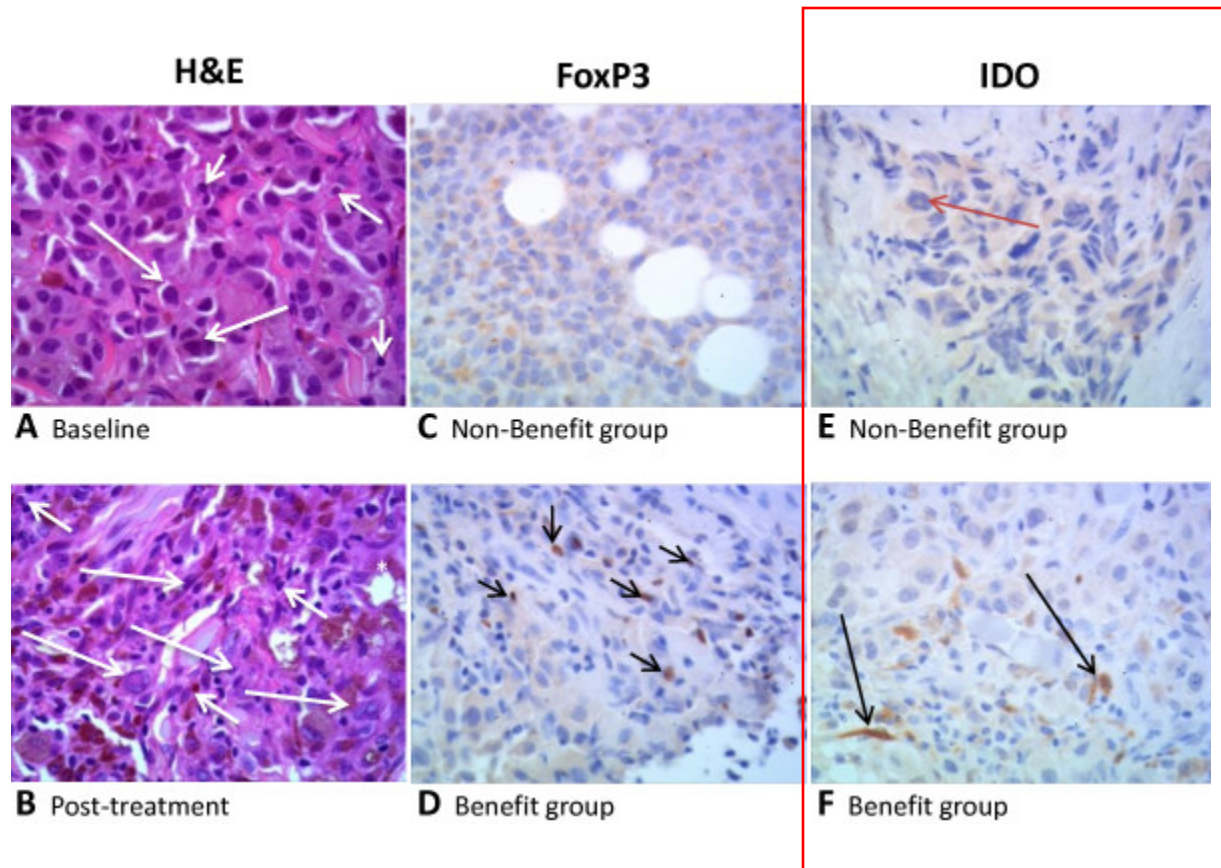 H&E
FoxP3
IDO
A Baseline
C Non-Benefit group
E Non-Benefit group
*
B Post-treatment
D Benefit group
F Benefit group